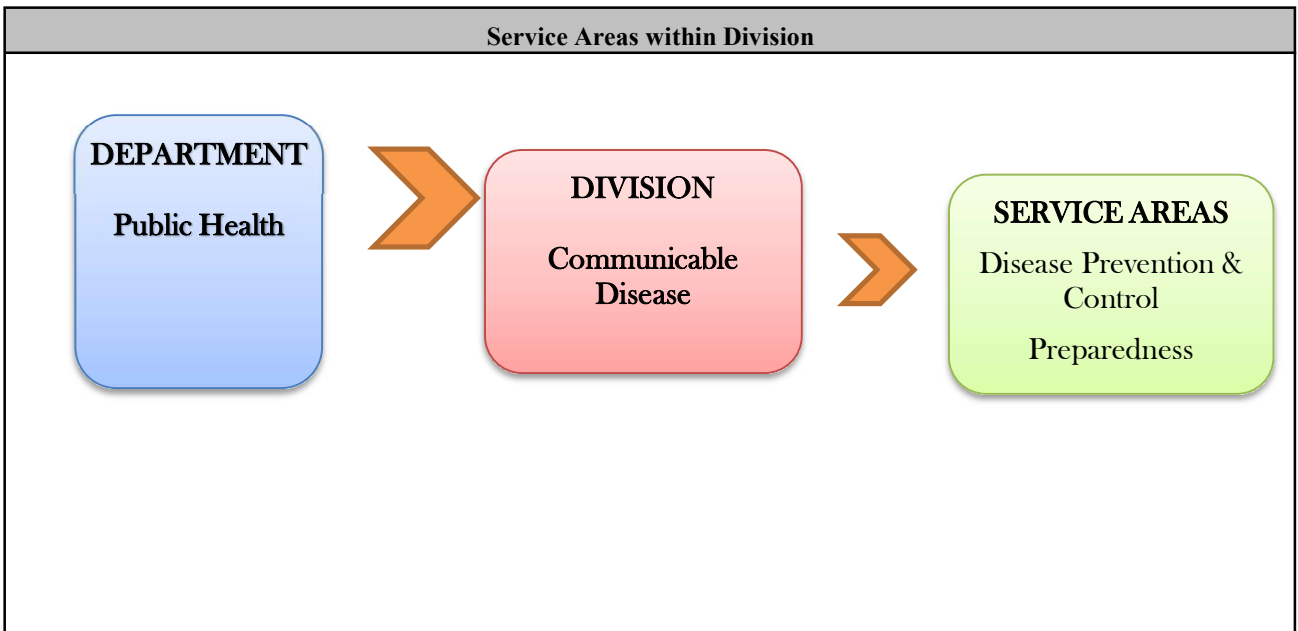 Service Areas within Division
DEPARTMENT
Public Health
DIVISION
Communicable
Disease
SERVICE AREAS
Disease Prevention &
Control
Preparedness